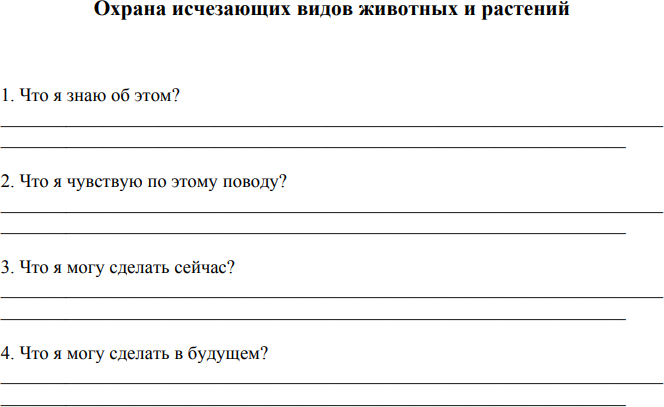 Охрана исчезающих видов животных и растений
1. Что я знаю об этом?
2. Что я чувствую по этому поводу?
3. Что я могу сделать сейчас?
4. Что я могу сделать в будущем?